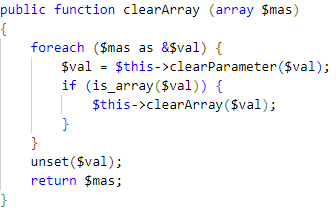 public function clearArray (array $mas)
{
    foreach ($mas as &$val) {
        $val = $this->clearParameter($val);
        if (is_array($val)) {
            $this->clearArray($val);
        }
    }
    unset($val);
    return $mas;
}